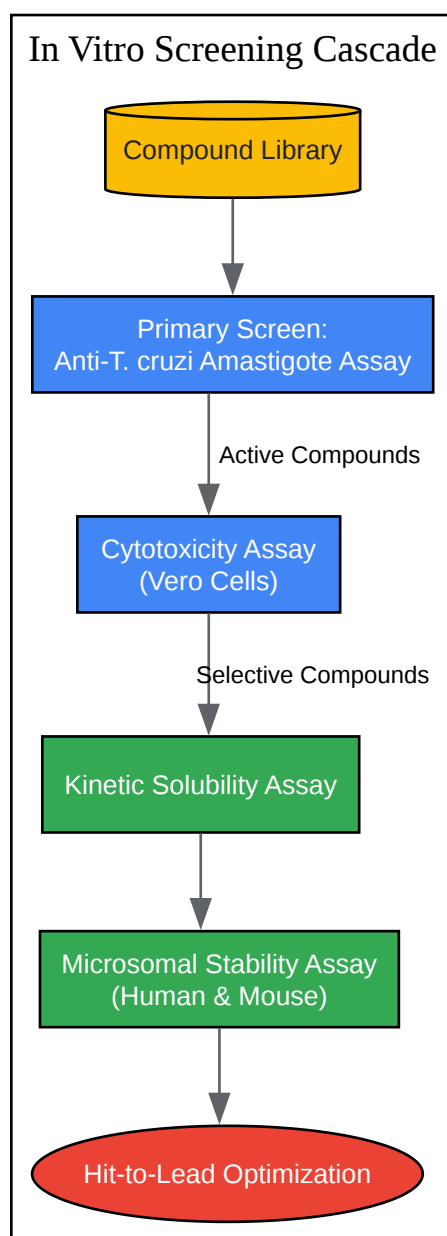 In Vitro Screening Cascade
Compound Library
Primary Screen:
Anti-T. cruzi Amastigote Assay
Active Compounds
Cytotoxicity Assay
(Vero Cells)
Selective Compounds
Kinetic Solubility Assay
Microsomal Stability Assay
(Human & Mouse)
Hit-to-Lead Optimization